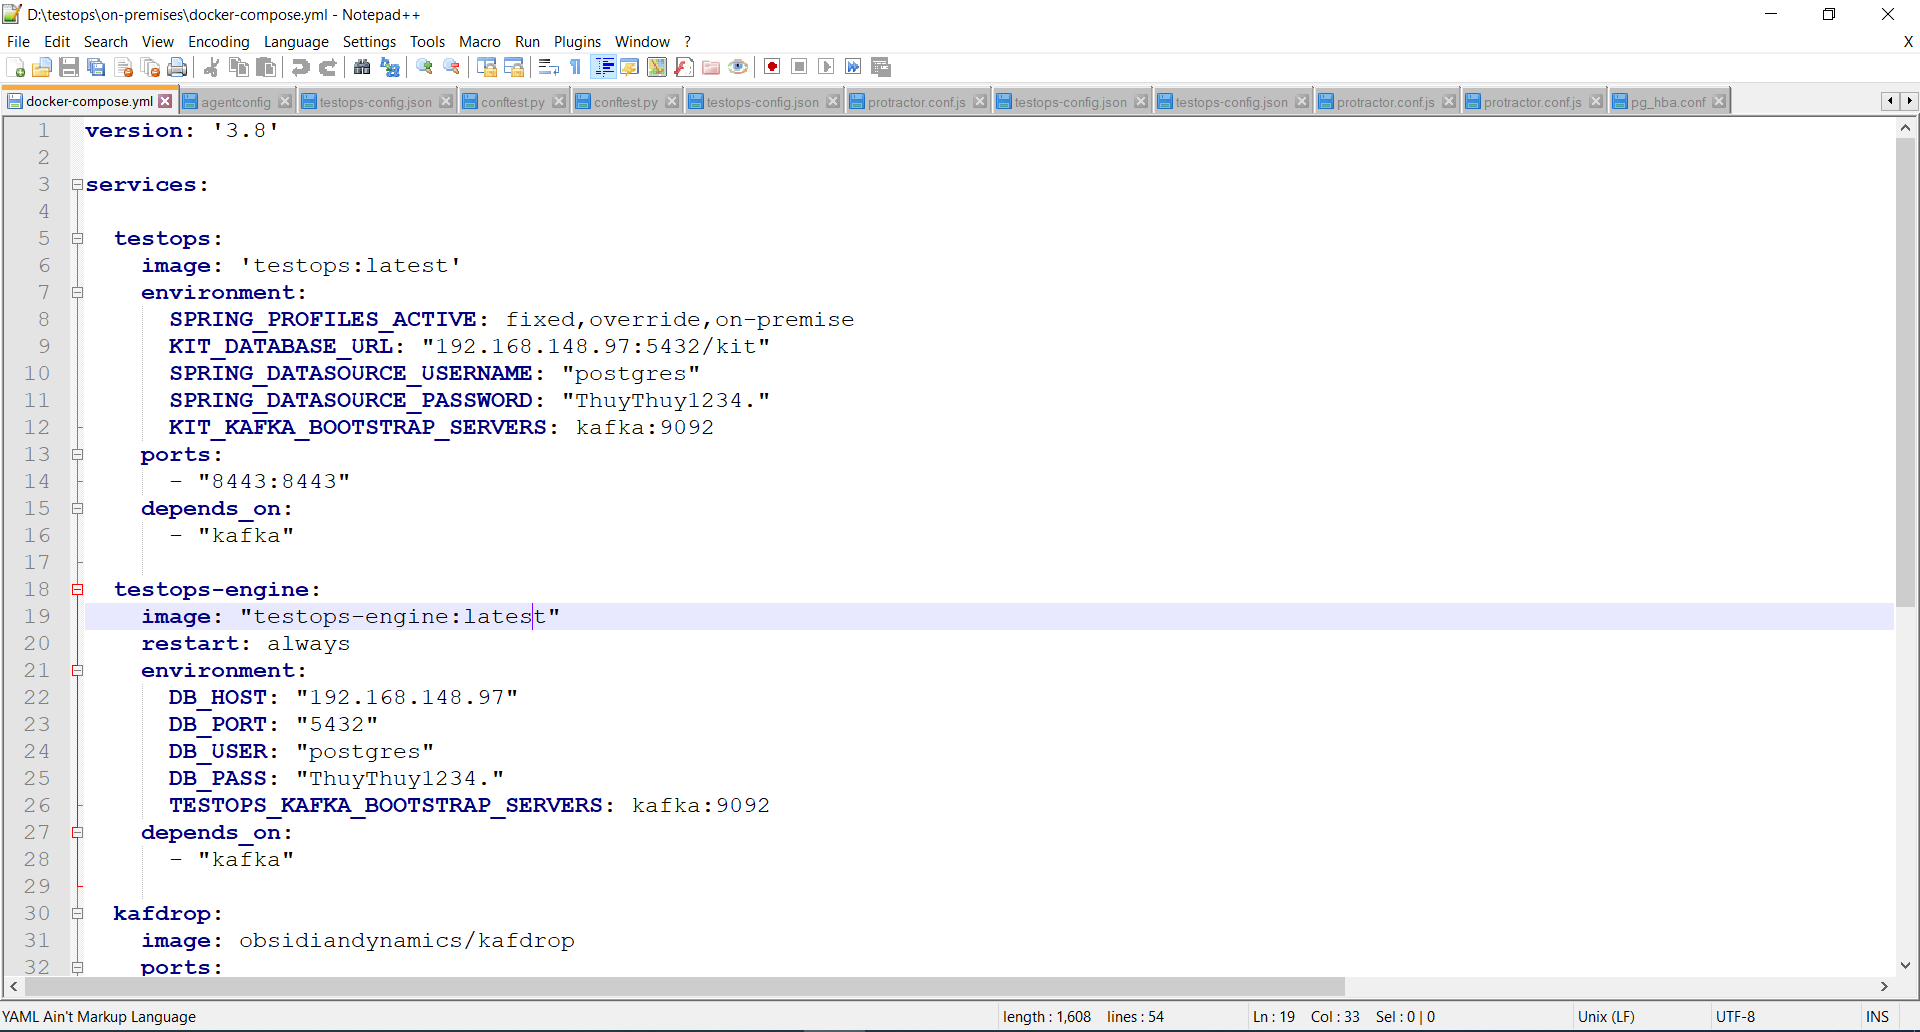 D:\testops\on-premises\docker-compose.yml - Notepad++
File Edit Search View Encoding Language Settings Tools Macro Run Plugins Window ? X
docker-compose.yml agentconfig testops-config.json conftest.py conftest.py testops-config.json protractor.conf.js testops-config.json testops-config.json protractor.conf.js protractor.conf.js pg_hba.conf
1 version: '3.8'
2
3 services:
4
5 testops:
6 image: 'testops:latest'
7 environment:
8 SPRING_PROFILES_ACTIVE: fixed,override,on-premise
9 KIT_DATABASE_URL: "192.168.148.97:5432/kit"
10 SPRING_DATASOURCE_USERNAME: "postgres"
11 SPRING_DATASOURCE_PASSWORD: "ThuyThuy1234."
12 KIT_KAFKA_BOOTSTRAP_SERVERS: kafka:9092
13 ports:
14 - "8443:8443"
15 depends_on:
16 - "kafka"
17
18 testops-engine:
19 image: "testops-engine:latest"
20 restart: always
21 environment:
22 DB_HOST: "192.168.148.97"
23 DB_PORT: "5432"
24 DB_USER: "postgres"
25 DB_PASS: "ThuyThuy1234."
26 TESTOPS_KAFKA_BOOTSTRAP_SERVERS: kafka:9092
27 depends_on:
28 - "kafka"
29
30 kafdrop:
31 image: obsidiandynamics/kafdrop
32 ports:
YAML Ain't Markup Language length : 1,608 lines : 54 Ln : 19 Col : 33 Sel : 0 | 0 Unix (LF) UTF-8 INS